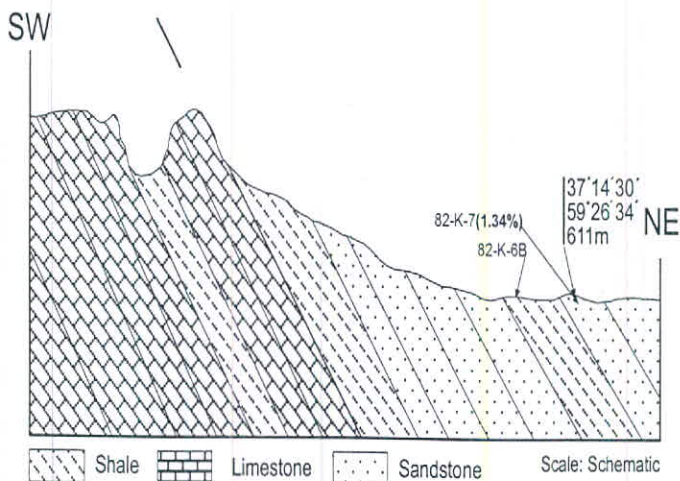 SW
37°14´30´
59°26´34´
611m
NE
82-K-7(1.34%)
82-K-6B
Shale
Limestone
Sandstone
Scale: Schematic